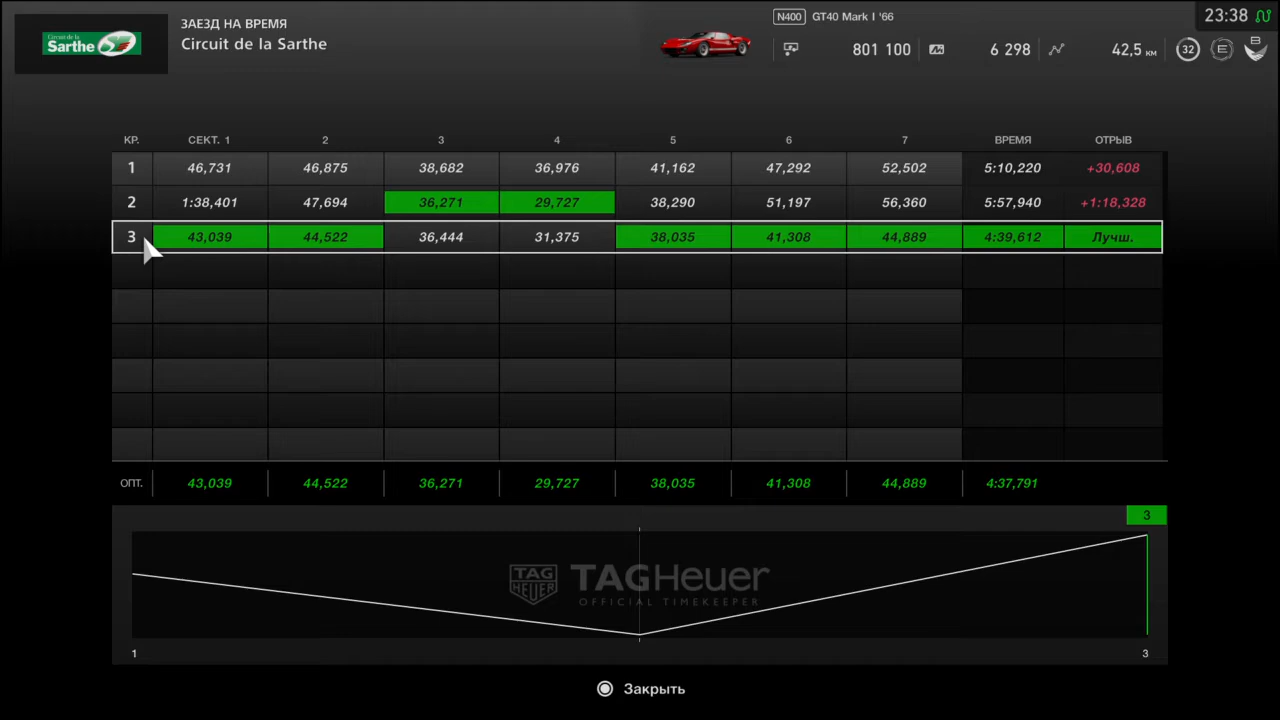 Circuit de la
Sarthe
ЗАЕЗД НА ВРЕМЯ
Circuit de la Sarthe
N400 GT40 Mark I '66
801 100 6 298 42,5 км 32 E B
23:38
КР. СЕКТ. 1 2 3 4 5 6 7 ВРЕМЯ ОТРЫВ
1 46,731 46,875 38,682 36,976 41,162 47,292 52,502 5:10,220 +30,608
2 1:38,401 47,694 36,271 29,727 38,290 51,197 56,360 5:57,940 +1:18,328
3 43,039 44,522 36,444 31,375 38,035 41,308 44,889 4:39,612 Лучш.
ОПТ. 43,039 44,522 36,271 29,727 38,035 41,308 44,889 4:37,791
3
TAG HEUER TAGHeuer
OFFICIAL TIMEKEEPER
1 3
Закрыть